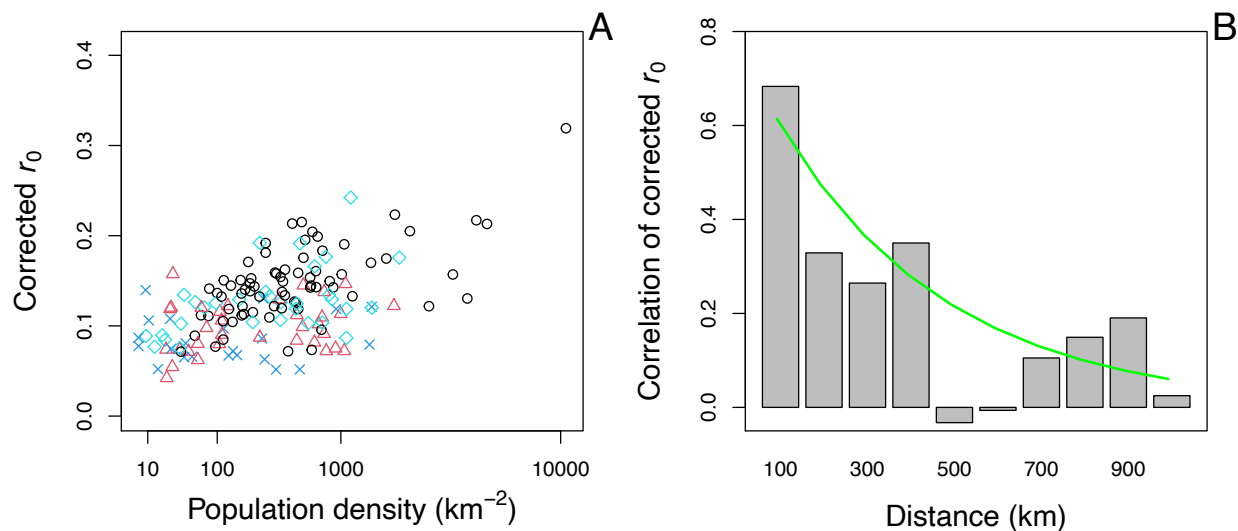 A
Corrected r₀
0.4
0.3
0.2
0.1
0.0
10 100 1000 10000
Population density (km⁻²)
B
Correlation of corrected r₀
0.8
0.6
0.4
0.2
0.0
100 300 500 700 900
Distance (km)